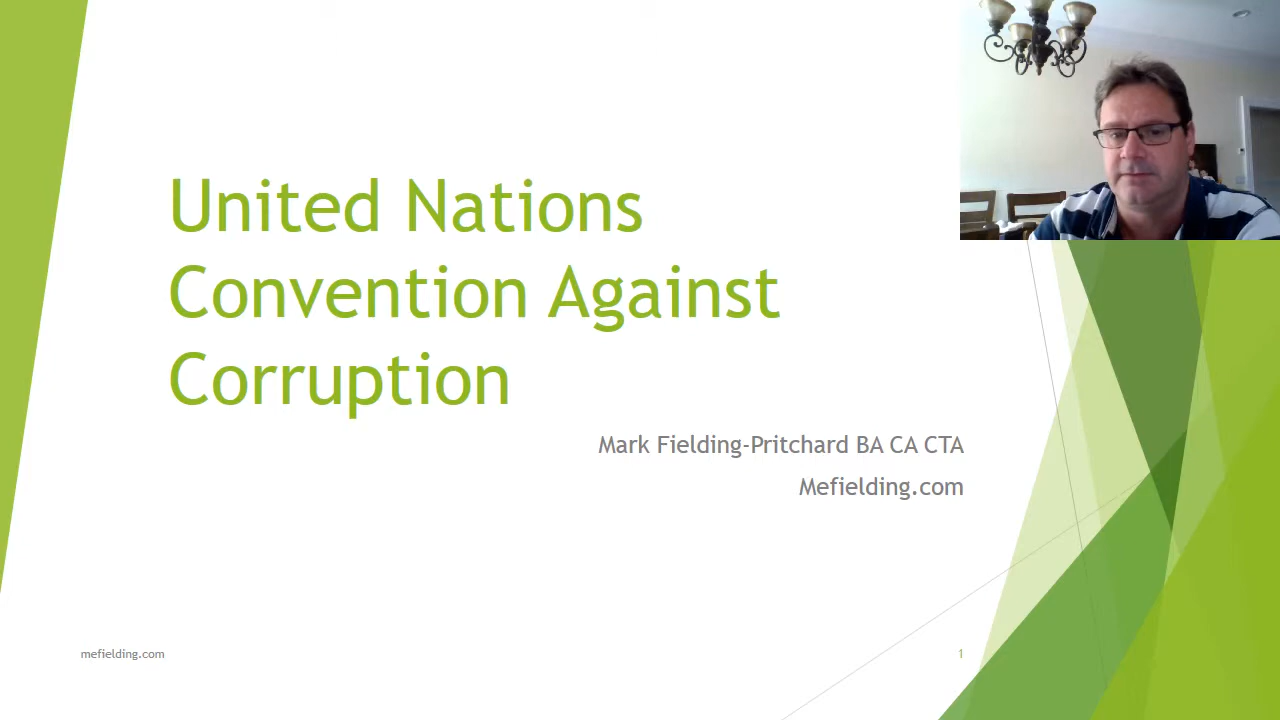 United Nations
Convention Against
Corruption
Mark Fielding-Pritchard BA CA CTA
Mefielding.com
mefielding.com
1